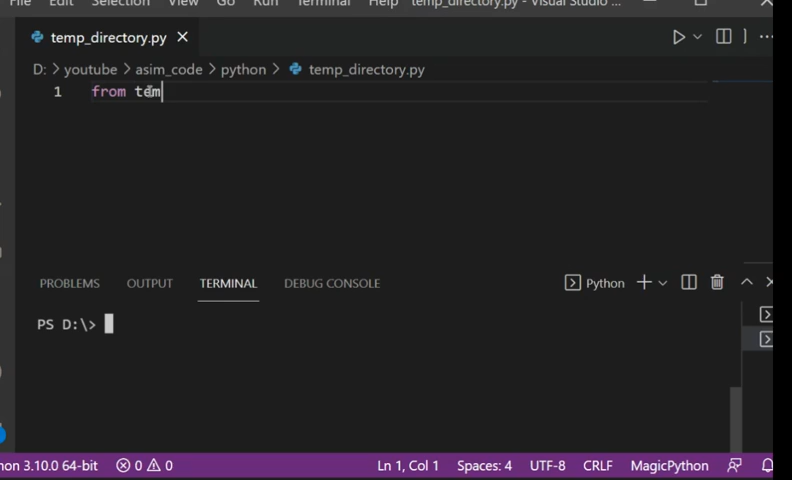 File Edit Selection View Go Run Terminal Help temp_directory.py - Visual Studio ...
temp_directory.py
D: > youtube > asim_code > python > temp_directory.py
1 from tem
PROBLEMS OUTPUT TERMINAL DEBUG CONSOLE Python
PS D:\>
hon 3.10.0 64-bit 0 0 Ln 1, Col 1 Spaces: 4 UTF-8 CRLF MagicPython